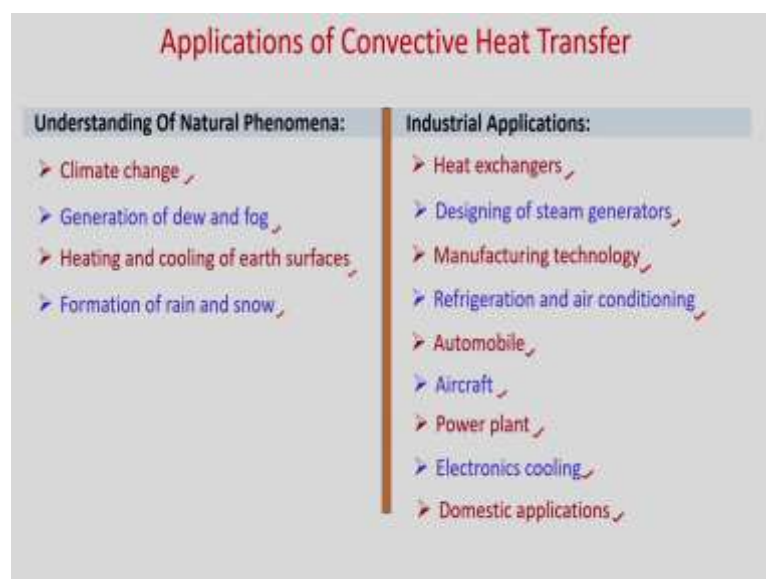 Applications of Convective Heat Transfer
Understanding Of Natural Phenomena:
Climate change
Generation of dew and fog
Heating and cooling of earth surfaces
Formation of rain and snow
Industrial Applications:
Heat exchangers
Designing of steam generators
Manufacturing technology
Refrigeration and air conditioning
Automobile
Aircraft
Power plant
Electronics cooling
Domestic applications